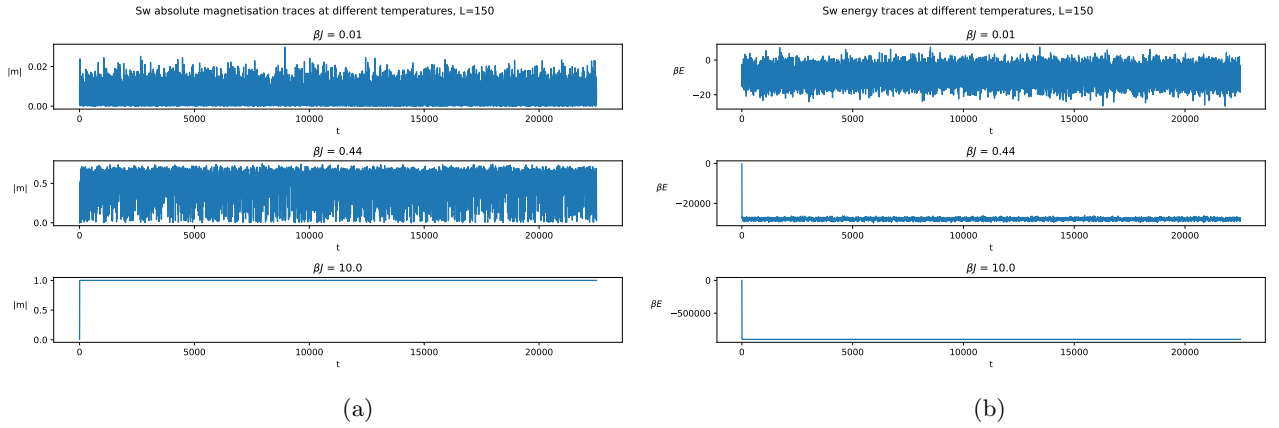 Sw absolute magnetisation traces at different temperatures, L=150
βJ = 0.01
|m|
0.02
0.00
0 5000 10000 15000 20000
t
βJ = 0.44
|m|
0.5
0.0
0 5000 10000 15000 20000
t
βJ = 10.0
1.0
|m|
0.5
0.0
0 5000 10000 15000 20000
t
(a)
Sw energy traces at different temperatures, L=150
βJ = 0.01
βE
0
−20
0 5000 10000 15000 20000
t
βJ = 0.44
βE
0
−20000
0 5000 10000 15000 20000
t
βJ = 10.0
βE
0
−500000
0 5000 10000 15000 20000
t
(b)